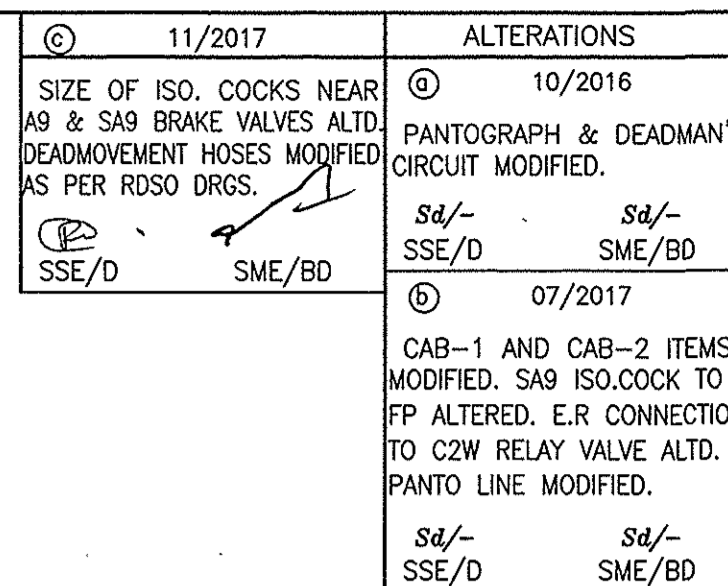 ⓒ 11/2017
SIZE OF ISO. COCKS NEAR
A9 & SA9 BRAKE VALVES ALTD.
DEADMOVEMENT HOSES MODIFIED
AS PER RDSO DRGS.
SSE/D SME/BD
ALTERATIONS
ⓐ 10/2016
PANTOGRAPH & DEADMAN'
CIRCUIT MODIFIED.
Sd/- Sd/-
SSE/D SME/BD
ⓑ 07/2017
CAB-1 AND CAB-2 ITEMS
MODIFIED. SA9 ISO.COCK TO
FP ALTERED. E.R CONNECTIO
TO C2W RELAY VALVE ALTD.
PANTO LINE MODIFIED.
Sd/- Sd/-
SSE/D SME/BD